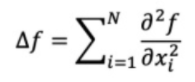 Δf = ∑_{i=1}^{N} ∂²f/∂x_i²